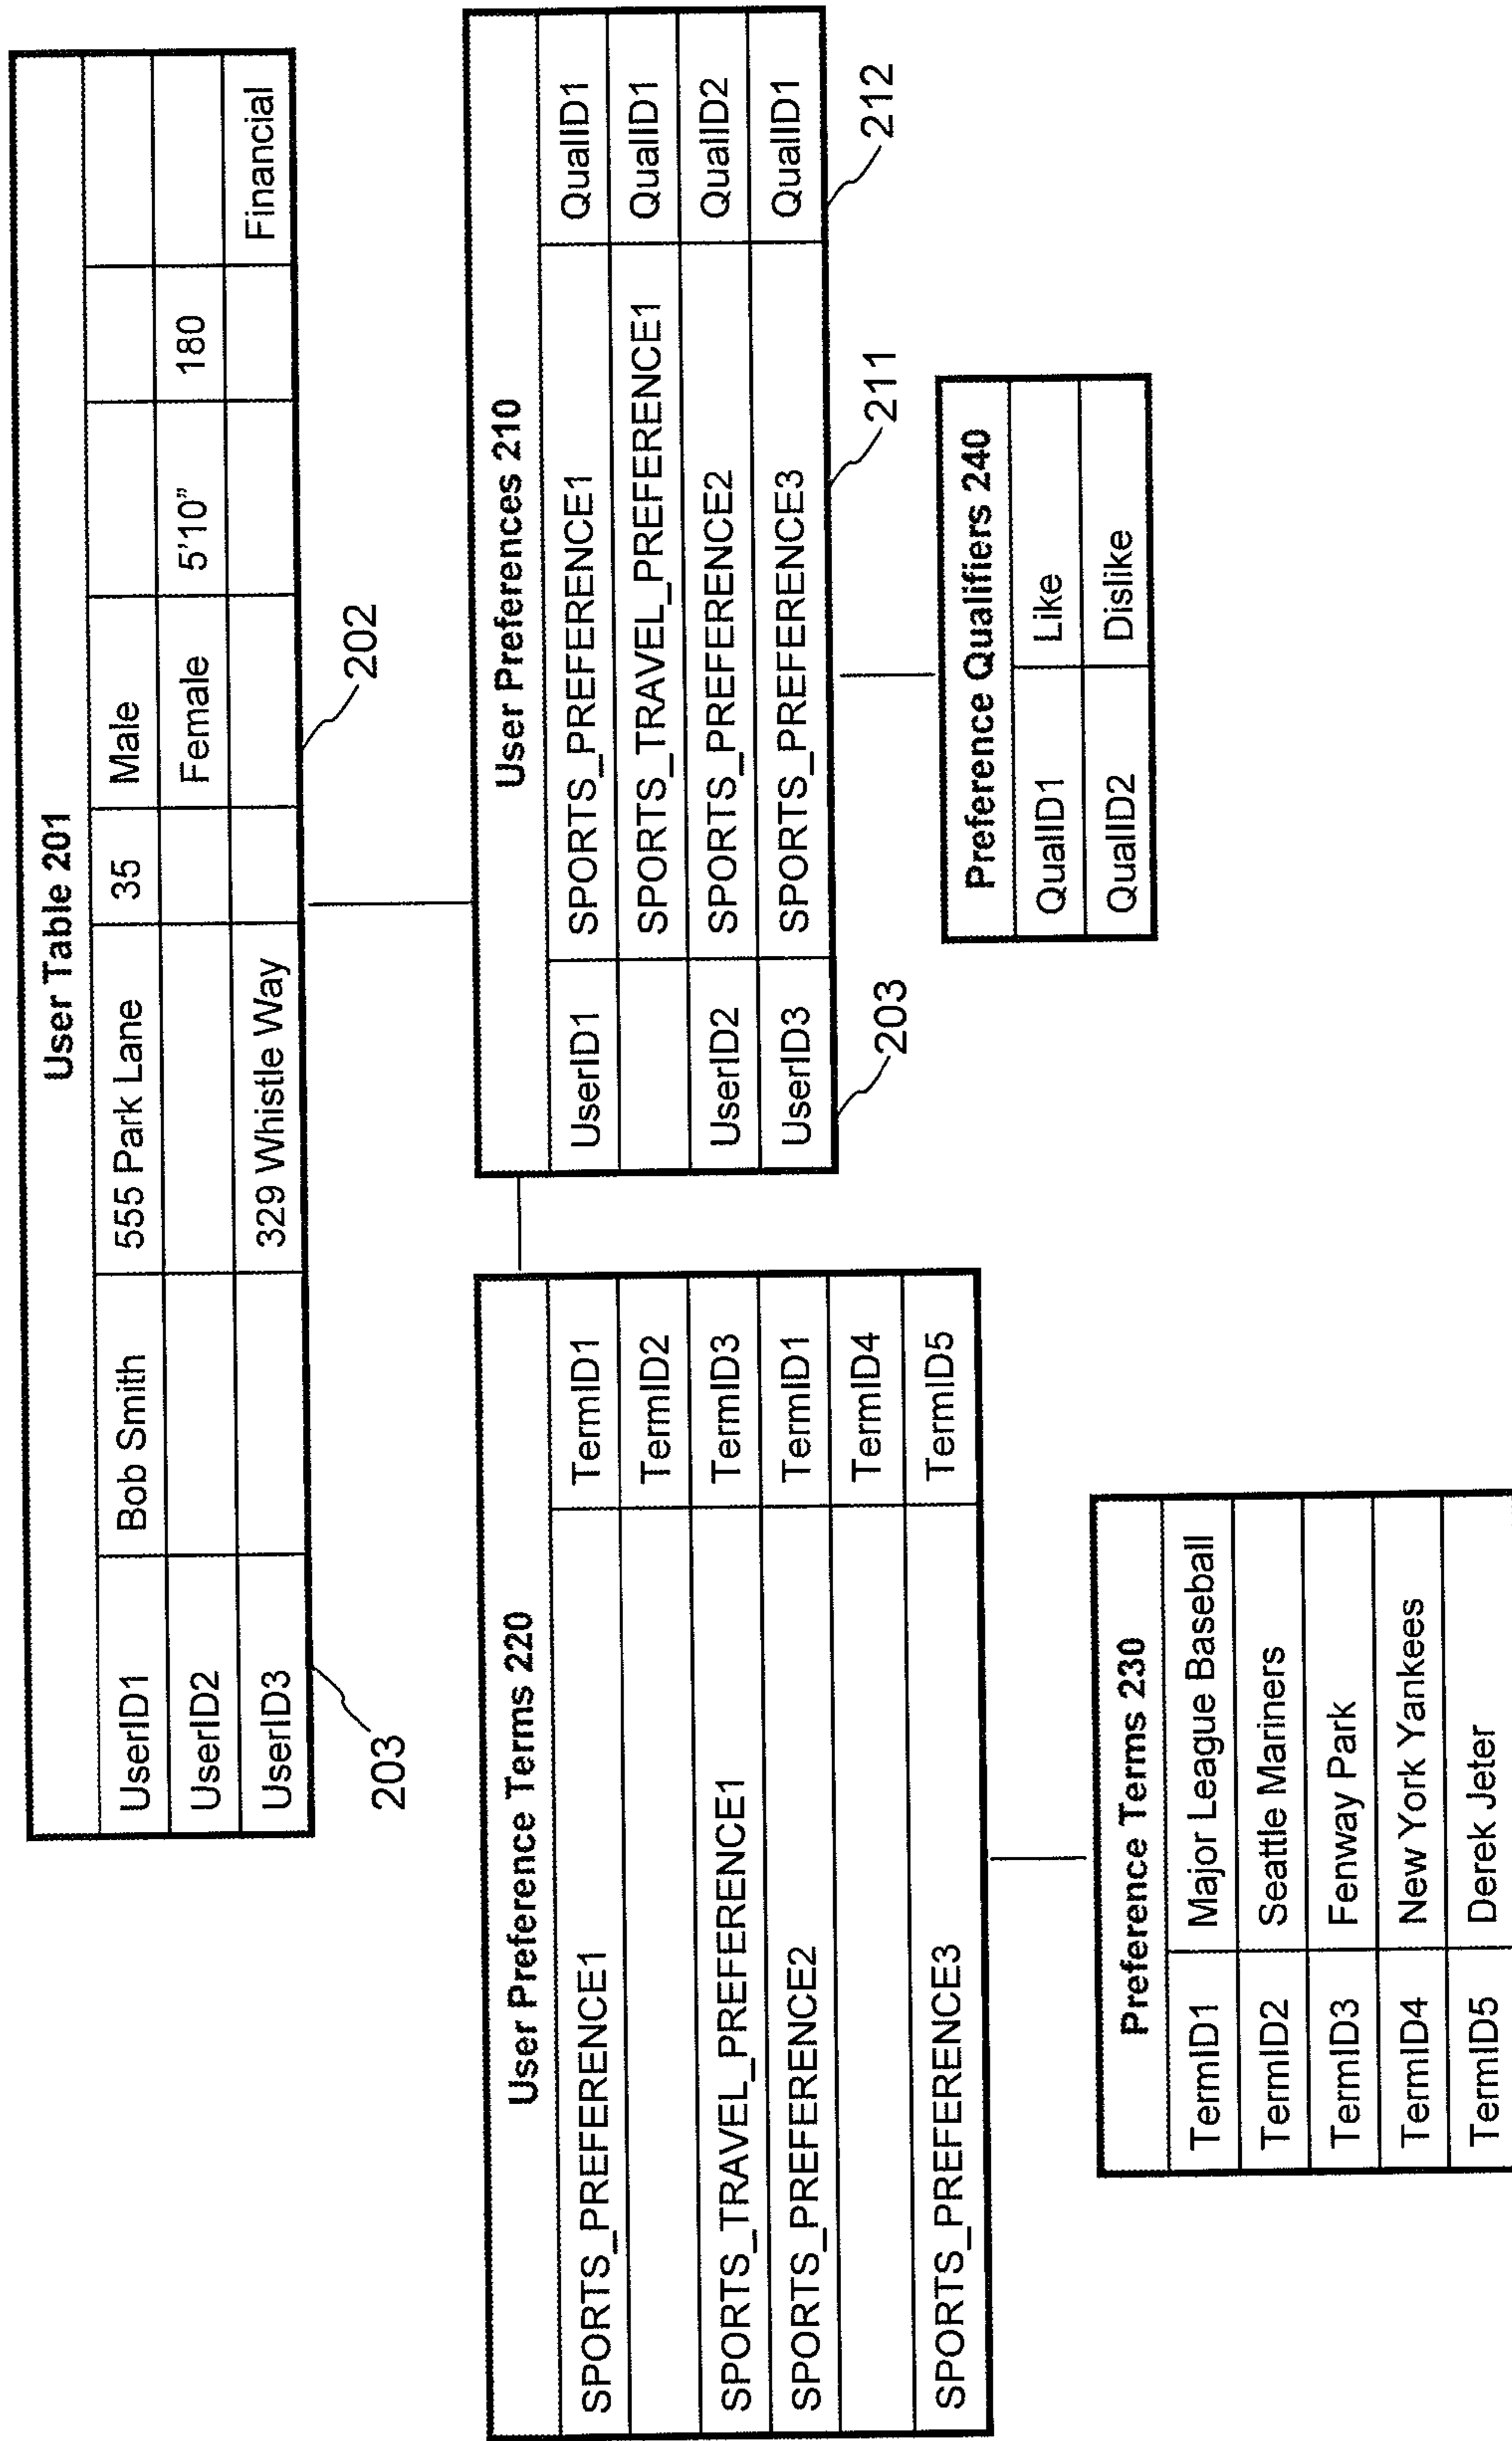 User Table 201
UserID1 Bob Smith 555 Park Lane 35 Male
UserID2 Female 5'10” 180
UserID3 329 Whistle Way Financial
203
202
User Preference Terms 220
SPORTS_PREFERENCE1 TermID1
TermID2
SPORTS_TRAVEL_PREFERENCE1 TermID3
SPORTS_PREFERENCE2 TermID1
TermID4
SPORTS_PREFERENCE3 TermID5
User Preferences 210
UserID1 SPORTS_PREFERENCE1 QualID1
SPORTS_TRAVEL_PREFERENCE1 QualID1
UserID2 SPORTS_PREFERENCE2 QualID2
UserID3 SPORTS_PREFERENCE3 QualID1
203
211
212
Preference Terms 230
TermID1 Major League Baseball
TermID2 Seattle Mariners
TermID3 Fenway Park
TermID4 New York Yankees
TermID5 Derek Jeter
Preference Qualifiers 240
QualID1 Like
QualID2 Dislike